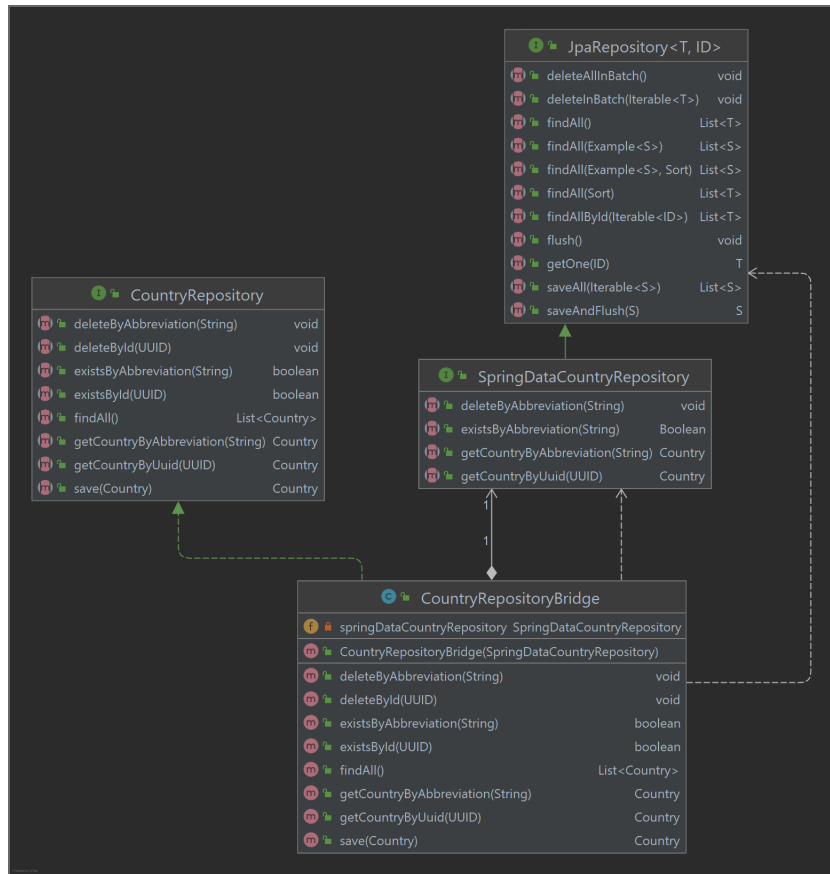 JpaRepository<T, ID>
deleteAllInBatch() void
deleteInBatch(Iterable<T>) void
findAll() List<T>
findAll(Example<S>) List<S>
findAll(Example<S>, Sort) List<S>
findAll(Sort) List<T>
findAllById(Iterable<ID>) List<T>
flush() void
getOne(ID) T
saveAll(Iterable<S>) List<S>
saveAndFlush(S) S
CountryRepository
deleteByAbbreviation(String) void
deleteById(UUID) void
existsByAbbreviation(String) boolean
existsById(UUID) boolean
findAll() List<Country>
getCountryByAbbreviation(String) Country
getCountryByUuid(UUID) Country
save(Country) Country
SpringDataCountryRepository
deleteByAbbreviation(String) void
existsByAbbreviation(String) Boolean
getCountryByAbbreviation(String) Country
getCountryByUuid(UUID) Country
1
1
CountryRepositoryBridge
springDataCountryRepository SpringDataCountryRepository
CountryRepositoryBridge(SpringDataCountryRepository)
deleteByAbbreviation(String) void
deleteById(UUID) void
existsByAbbreviation(String) boolean
existsById(UUID) boolean
findAll() List<Country>
getCountryByAbbreviation(String) Country
getCountryByUuid(UUID) Country
save(Country) Country